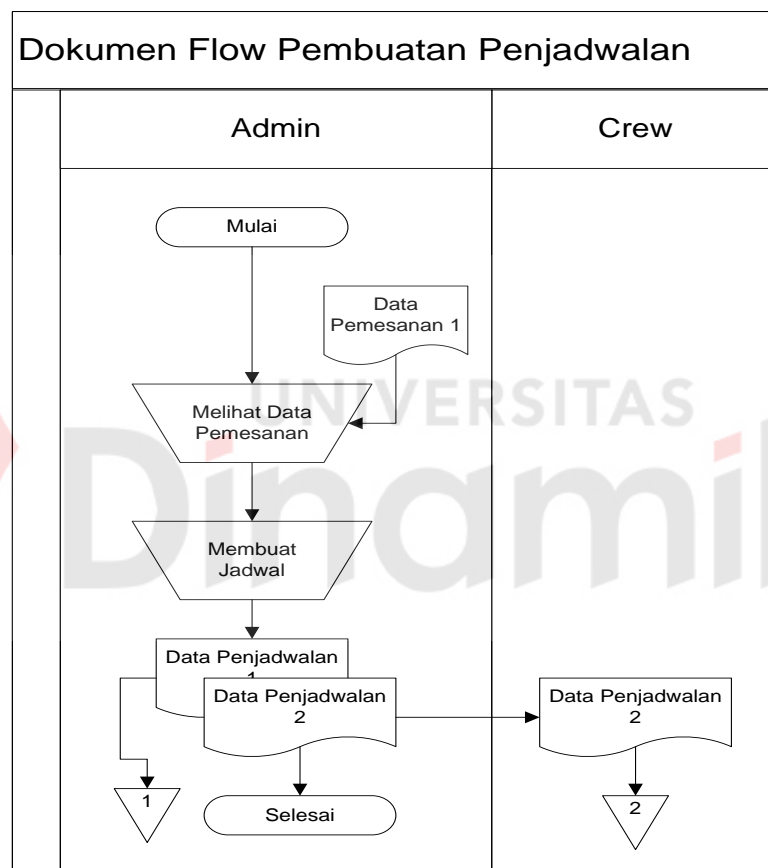 Dokumen Flow Pembuatan Penjadwalan
Admin
Crew
Mulai
Data
Pemesanan 1
UNIVERSITAS
Melihat Data
Pemesanan
Dinami
Membuat
Jadwal
Data Penjadwalan
1
Data Penjadwalan
2
Data Penjadwalan
2
1
Selesai
2